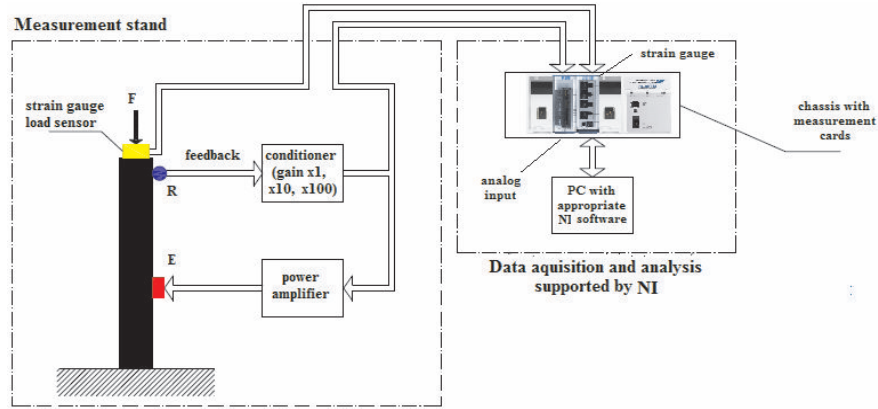 Measurement stand
strain gauge
load sensor
F
feedback
R
conditioner
(gain x1,
x10, x100)
E
power
amplifier
strain gauge
chassis with
measurement
cards
analog
input
PC with
appropriate
NI software
Data aquisition and analysis
supported by NI
: